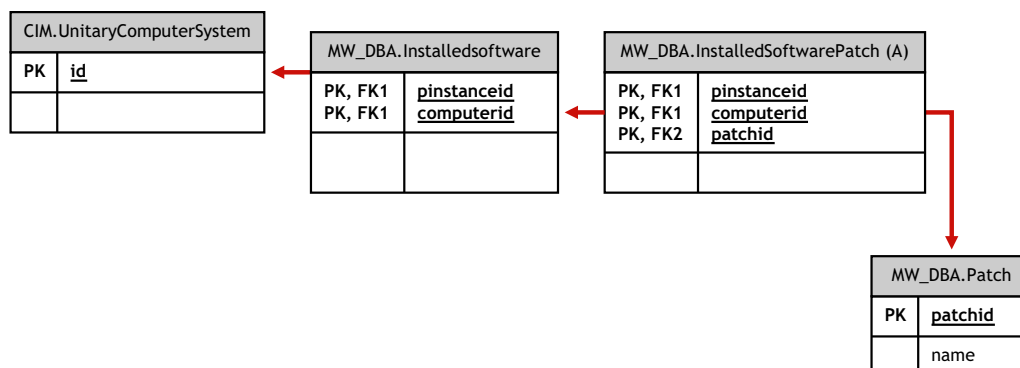 CIM.UnitaryComputerSystem
PK id
MW_DBA.Installedsoftware
PK, FK1 pinstanceid
PK, FK1 computerid
MW_DBA.InstalledSoftwarePatch (A)
PK, FK1 pinstanceid
PK, FK1 computerid
PK, FK2 patchid
MW_DBA.Patch
PK patchid
name